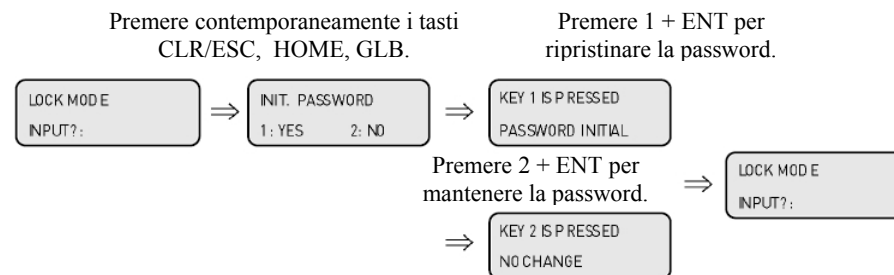 Premere contemporaneamente i tasti
CLR/ESC, HOME, GLB.
Premere 1 + ENT per
ripristinare la password.
LOCK MODE
INPUT?:
INIT. PASSWORD
1: YES 2: NO
KEY 1 IS PRESSED
PASSWORD INITIAL
Premere 2 + ENT per
mantenere la password.
KEY 2 IS PRESSED
NO CHANGE
LOCK MODE
INPUT?: